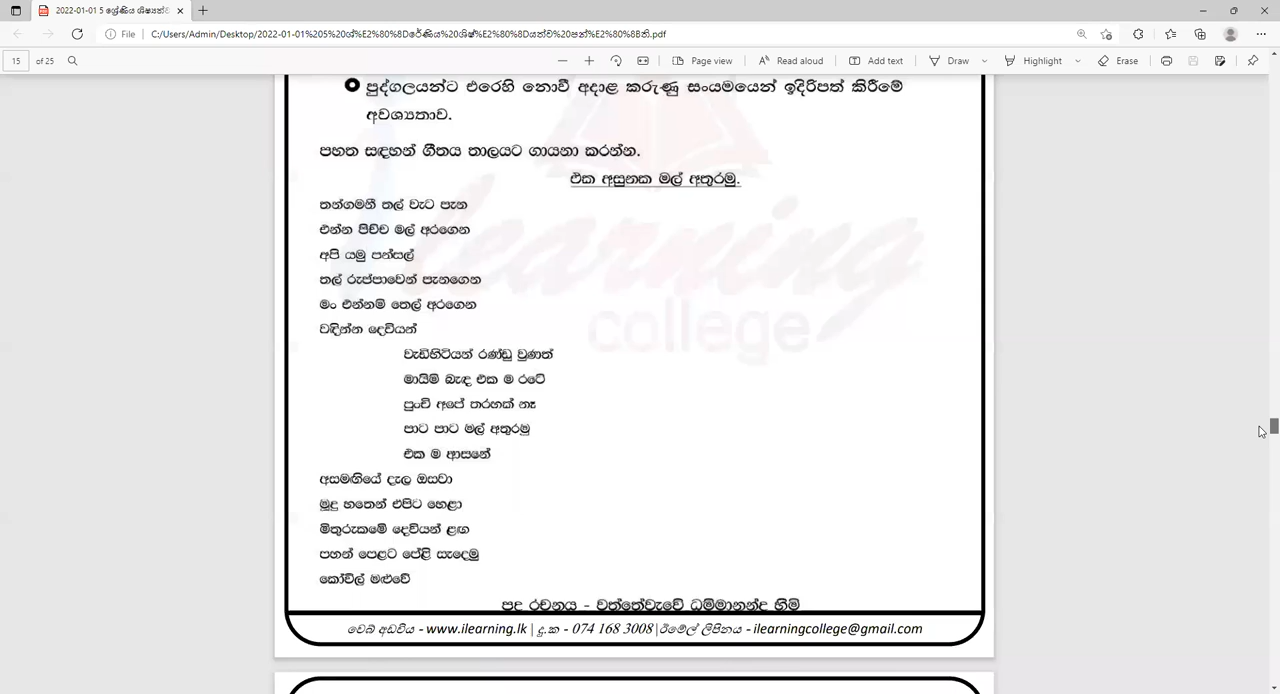 2022-01-01 5 ශ්‍රේණිය ශිෂ්‍යත්ව
File
C:/Users/Admin/Desktop/2022-01-01%205%20ශ්%E2%80%8Dරේණිය%20ශිෂ්%E2%80%8Dයත්ව%20පන්%E2%80%8Bති.pdf
15 of 25
Page view
Read aloud
Add text
Draw
Highlight
Erase
පුද්ගලයන්ට එරෙහි නොවී අදාළ කරුණු සංයමයෙන් ඉදිරිපත් කිරීමේ
අවශ්‍යතාව.
පහත සඳහන් ගීතය තාලයට ගායනා කරන්න.
එක අසුනක මල් අතුරමු.
තන්ගමනී තල් වැට පැන
එන්න පිච්ච මල් අරගෙන
අපි යමු පන්සල්
තල් රුප්පාවෙන් පැනගෙන
මං එන්නම් තෙල් අරගෙන
වඳින්න දෙවියන්
වැඩිහිටියන් රණ්ඩු වුණත්
මායිම් බැඳ එක ම රටේ
පුංචි අපේ තරහක් නෑ
පාට පාට මල් අතුරමු
එක ම ආසනේ
අසමගියේ දැල ඔසවා
මුදු හතෙන් එපිට හෙළා
මිතුරුකමේ දෙවියන් ළඟ
පහන් පෙළට පේළි සැදෙමු
කෝවිල් මළුවේ
පද රචනය - වත්තේවැවේ ධම්මානන්ද හිමි
වෙබ් අඩවිය - www.ilearning.lk | දු.ක - 074 168 3008|ඊමේල් ලිපිනය - ilearningcollege@gmail.com
learning
college